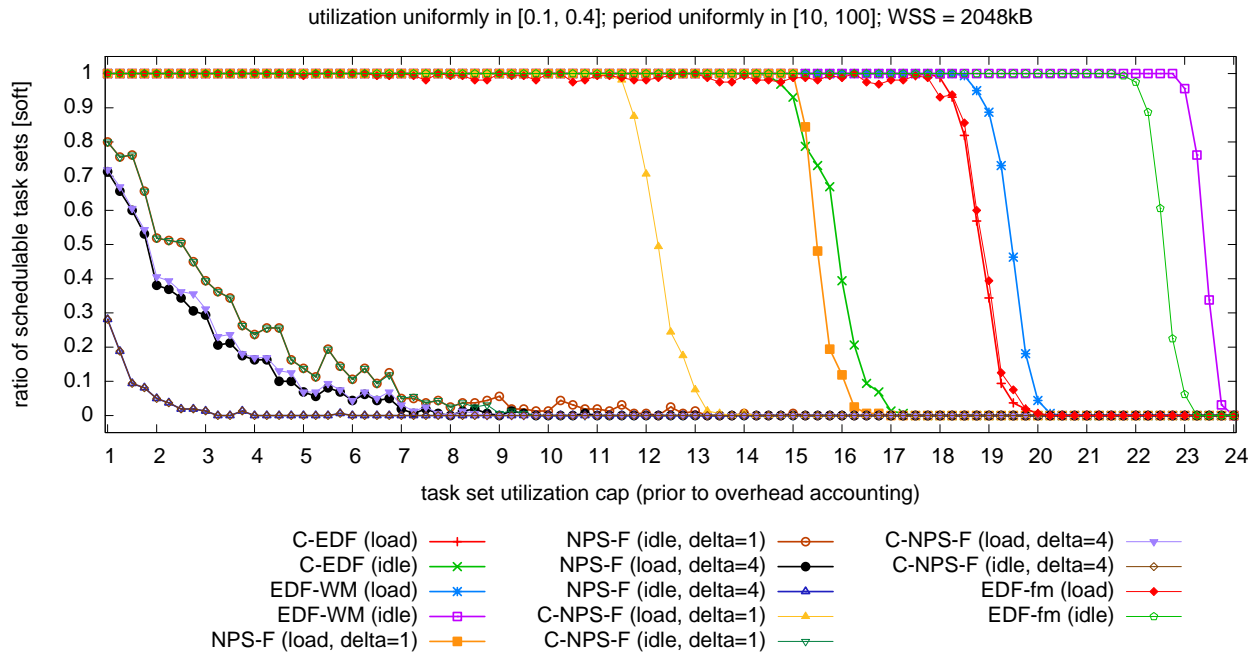 utilization uniformly in [0.1, 0.4]; period uniformly in [10, 100]; WSS = 2048kB
ratio of schedulable task sets [soft]
1
0.9
0.8
0.7
0.6
0.5
0.4
0.3
0.2
0.1
0
1 2 3 4 5 6 7 8 9 10 11 12 13 14 15 16 17 18 19 20 21 22 23 24
task set utilization cap (prior to overhead accounting)
C-EDF (load)
C-EDF (idle)
EDF-WM (load)
EDF-WM (idle)
NPS-F (load, delta=1)
NPS-F (idle, delta=1)
NPS-F (load, delta=4)
NPS-F (idle, delta=4)
C-NPS-F (load, delta=1)
C-NPS-F (idle, delta=1)
C-NPS-F (load, delta=4)
C-NPS-F (idle, delta=4)
EDF-fm (load)
EDF-fm (idle)